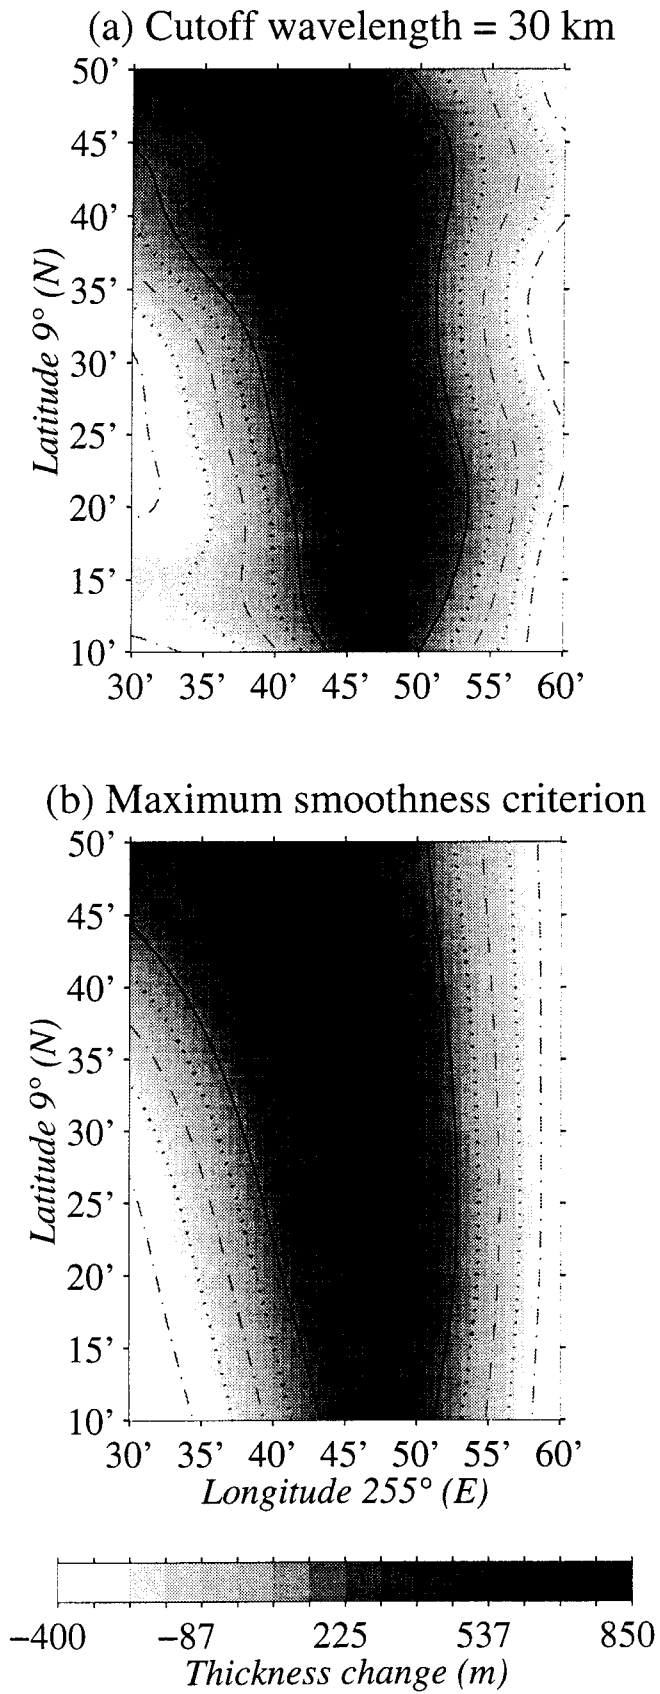 (a) Cutoff wavelength = 30 km
50’
45’
40’
35’
30’
25’
20’
15’
10’
Latitude 9° (N)
30’ 35’ 40’ 45’ 50’ 55’ 60’
(b) Maximum smoothness criterion
50’
45’
40’
35’
30’
25’
20’
15’
10’
Latitude 9° (N)
30’ 35’ 40’ 45’ 50’ 55’ 60’
Longitude 255° (E)
−400 −87 225 537 850
Thickness change (m)